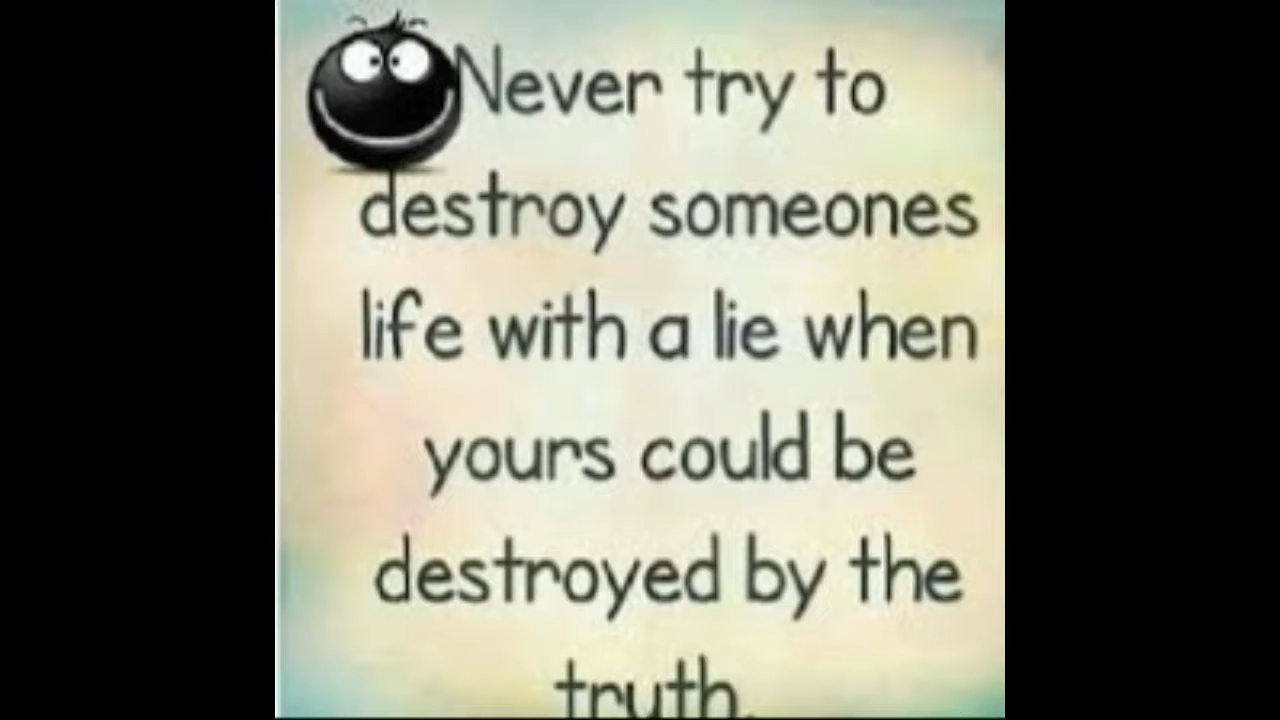 Never try to
destroy someones
life with a lie when
yours could be
destroyed by the
truth.